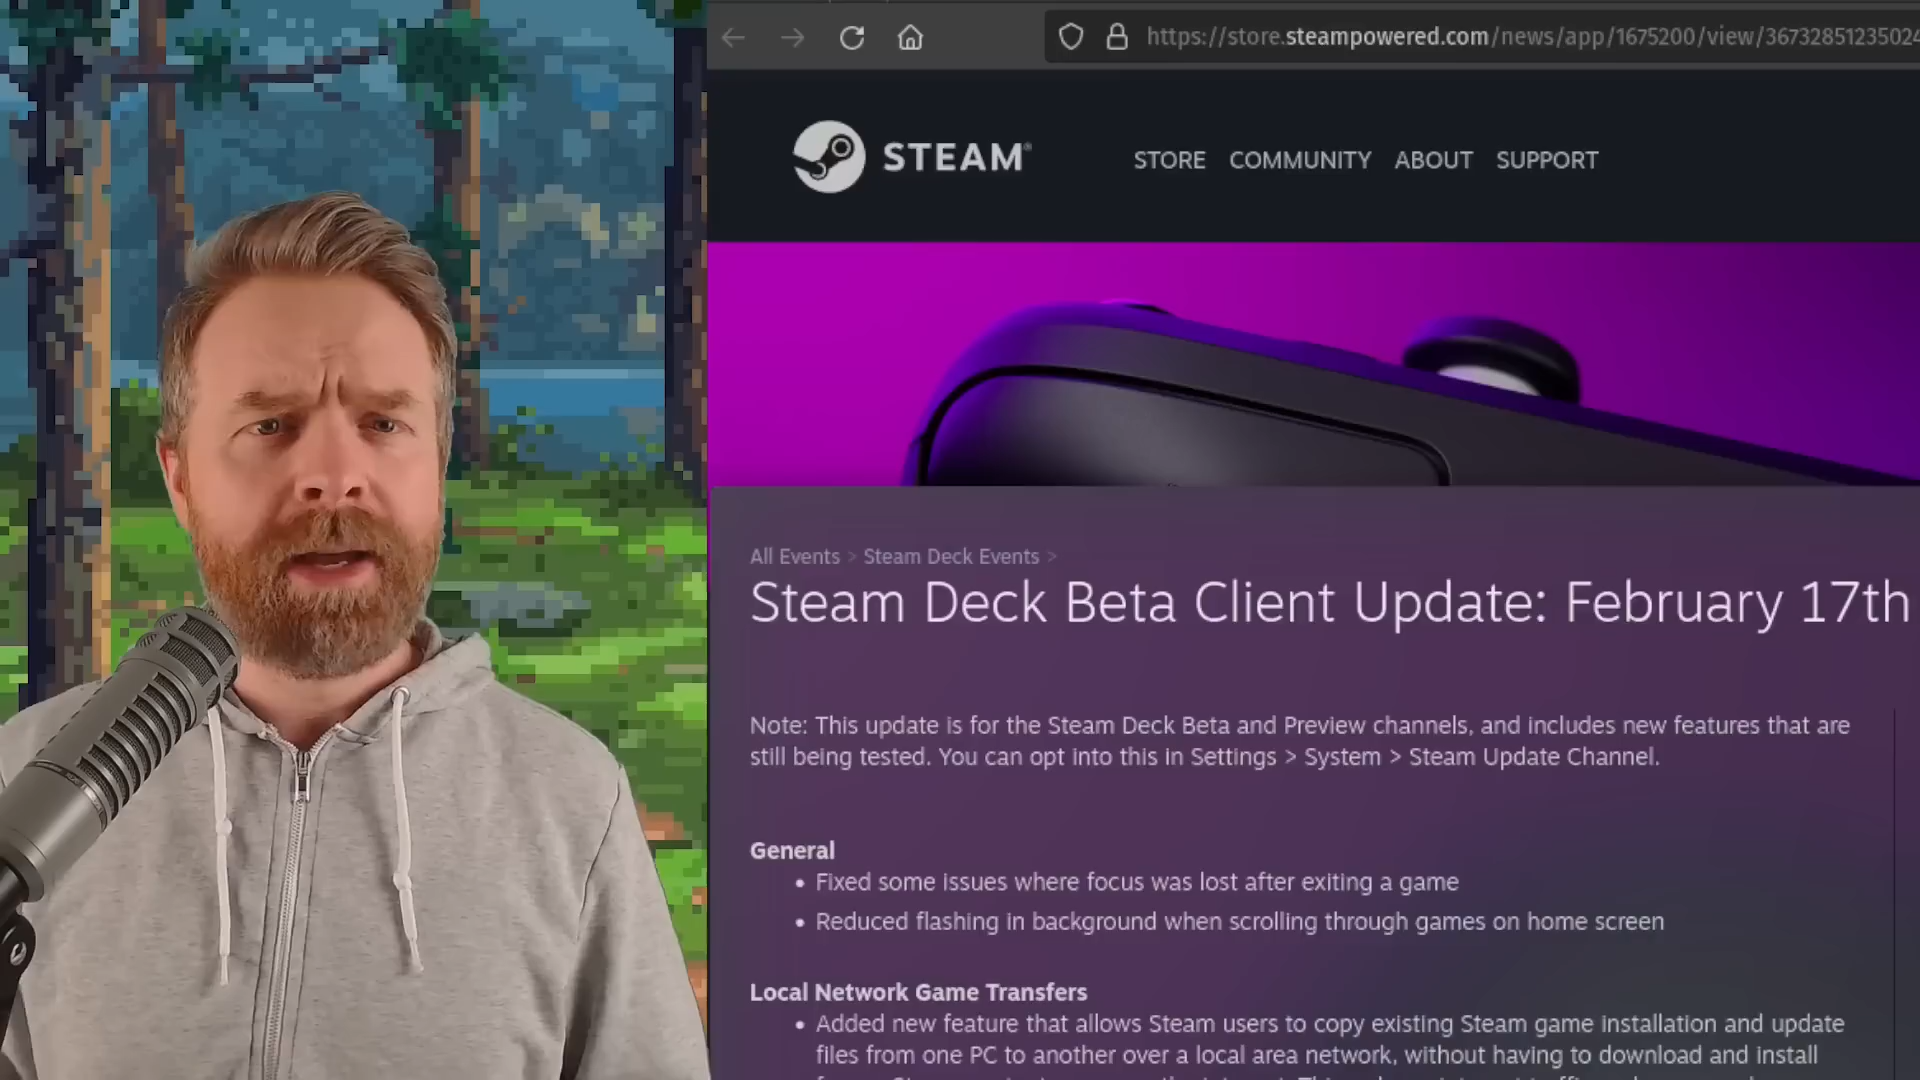 https://store.steampowered.com/news/app/1675200/view/36732851235024
STEAM
STORE COMMUNITY ABOUT SUPPORT
All Events > Steam Deck Events >
Steam Deck Beta Client Update: February 17th
Note: This update is for the Steam Deck Beta and Preview channels, and includes new features that are
still being tested. You can opt into this in Settings > System > Steam Update Channel.
General
• Fixed some issues where focus was lost after exiting a game
• Reduced flashing in background when scrolling through games on home screen
Local Network Game Transfers
• Added new feature that allows Steam users to copy existing Steam game installation and update
files from one PC to another over a local area network, without having to download and install